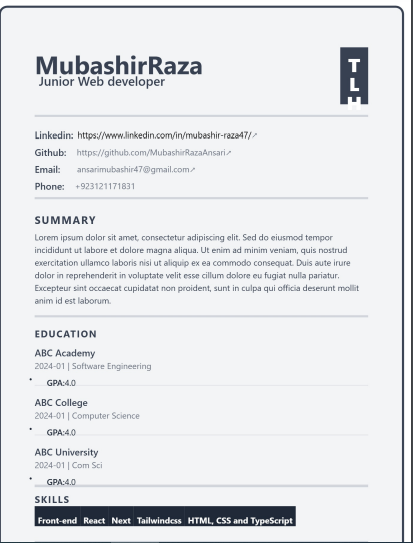 MubashirRaza
Junior Web developer
T
L
H
Linkedin: https://www.linkedin.com/in/mubashir-raza47/↗
Github: https://github.com/MubashirRazaAnsari↗
Email: ansarimubashir47@gmail.com↗
Phone: +923121171831
SUMMARY
Lorem ipsum dolor sit amet, consectetur adipiscing elit. Sed do eiusmod tempor
incididunt ut labore et dolore magna aliqua. Ut enim ad minim veniam, quis nostrud
exercitation ullamco laboris nisi ut aliquip ex ea commodo consequat. Duis aute irure
dolor in reprehenderit in voluptate velit esse cillum dolore eu fugiat nulla pariatur.
Excepteur sint occaecat cupidatat non proident, sunt in culpa qui officia deserunt mollit
anim id est laborum.
EDUCATION
ABC Academy
2024-01 | Software Engineering
• GPA:4.0
ABC College
2024-01 | Computer Science
• GPA:4.0
ABC University
2024-01 | Com Sci
• GPA:4.0
SKILLS
Front-end React Next Tailwindcss HTML, CSS and TypeScript